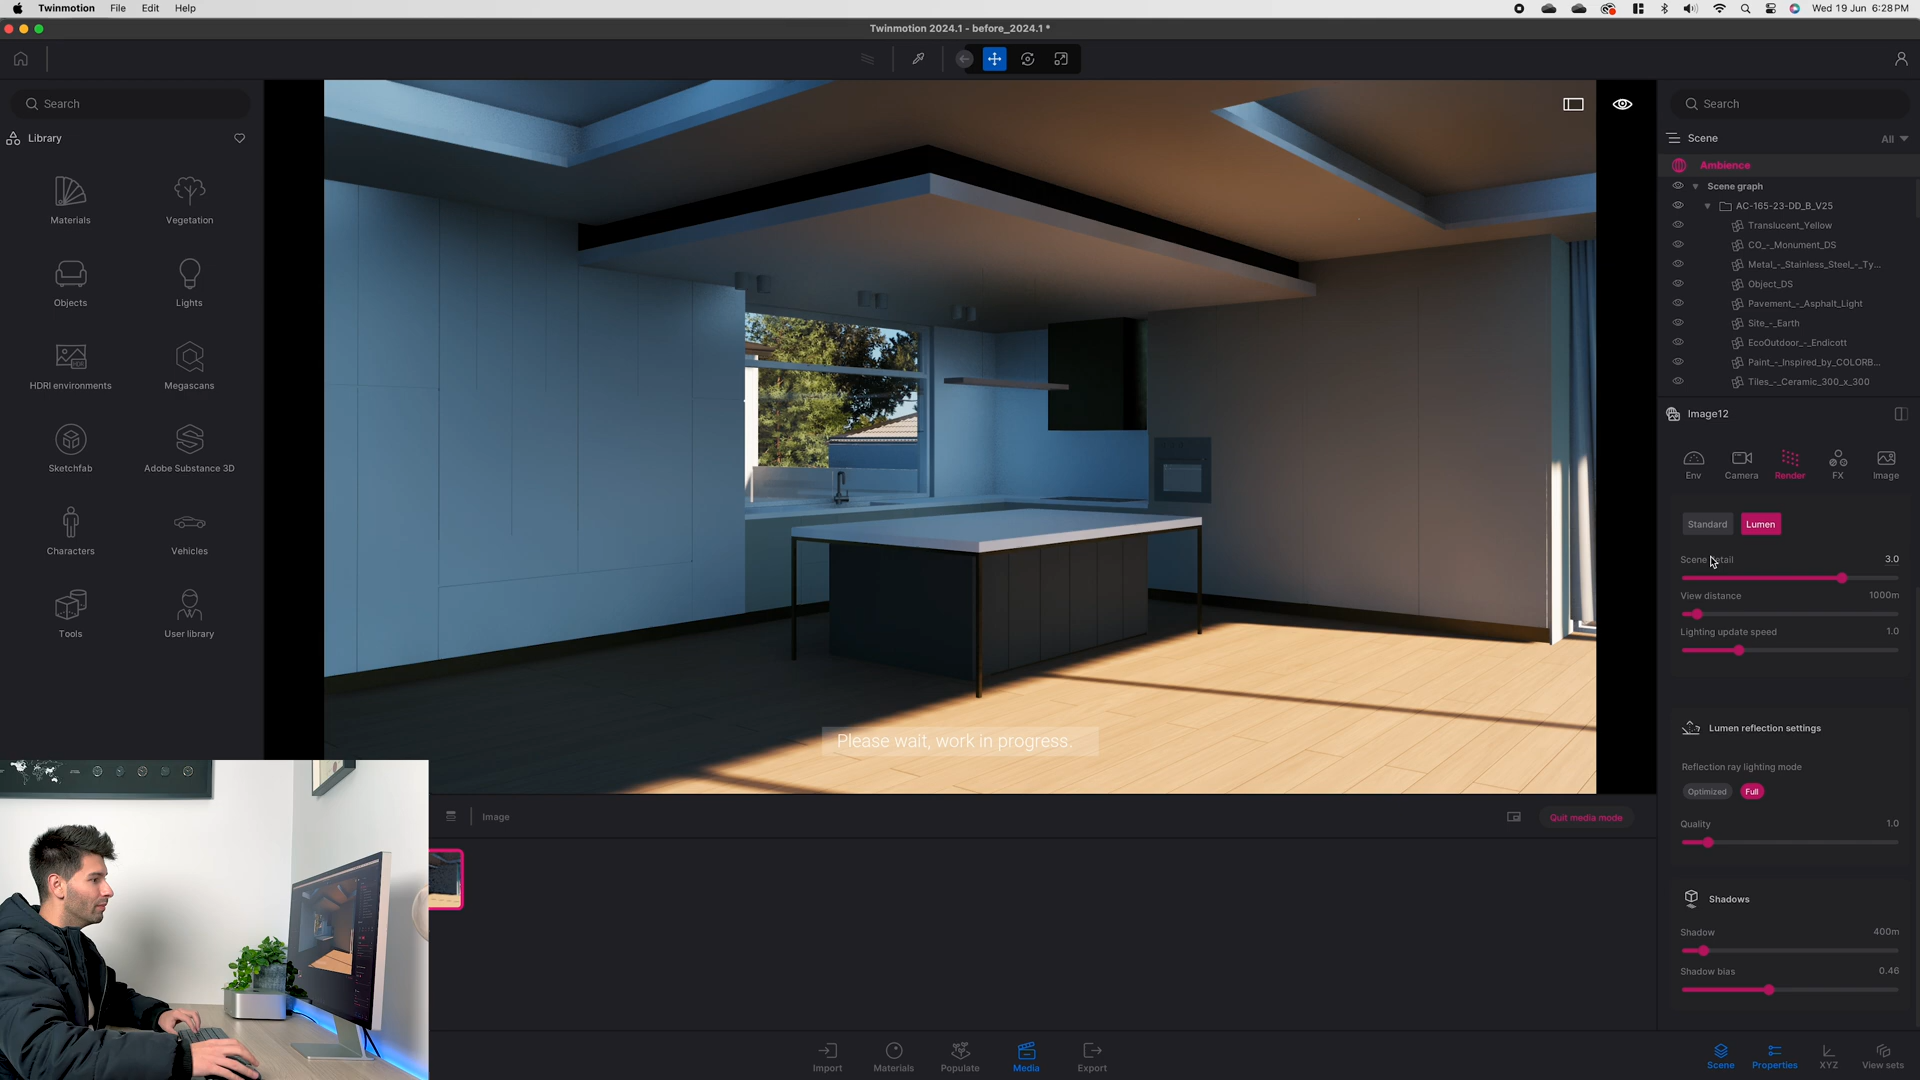 Twinmotion File Edit Help
Wed 19 Jun 6:28 PM
Twinmotion 2024.1 - before_2024.1 *
Search
Library
Materials
Vegetation
Objects
Lights
HDRI environments
Megascans
Sketchfab
Adobe Substance 3D
Characters
Vehicles
Tools
User library
Please wait, work in progress.
Image
Quit media mode
Import
Materials
Populate
Media
Export
Search
Scene
All
Ambience
Scene graph
AC-165-23-DD_B_V25
Translucent_Yellow
CO_-_Monument_DS
Metal_-_Stainless_Steel_-_Ty...
Object_DS
Pavement_-_Asphalt_Light
Site_-_Earth
EcoOutdoor_-_Endicott
Paint_-_Inspired_by_COLORB...
Tiles_-_Ceramic_300_x_300
Image12
Env
Camera
Render
FX
Image
Standard
Lumen
Scene detail 3.0
View distance 1000m
Lighting update speed 1.0
Lumen reflection settings
Reflection ray lighting mode
Optimized
Full
Quality 1.0
Shadows
Shadow 400m
Shadow bias 0.46
Scene
Properties
XYZ
View sets